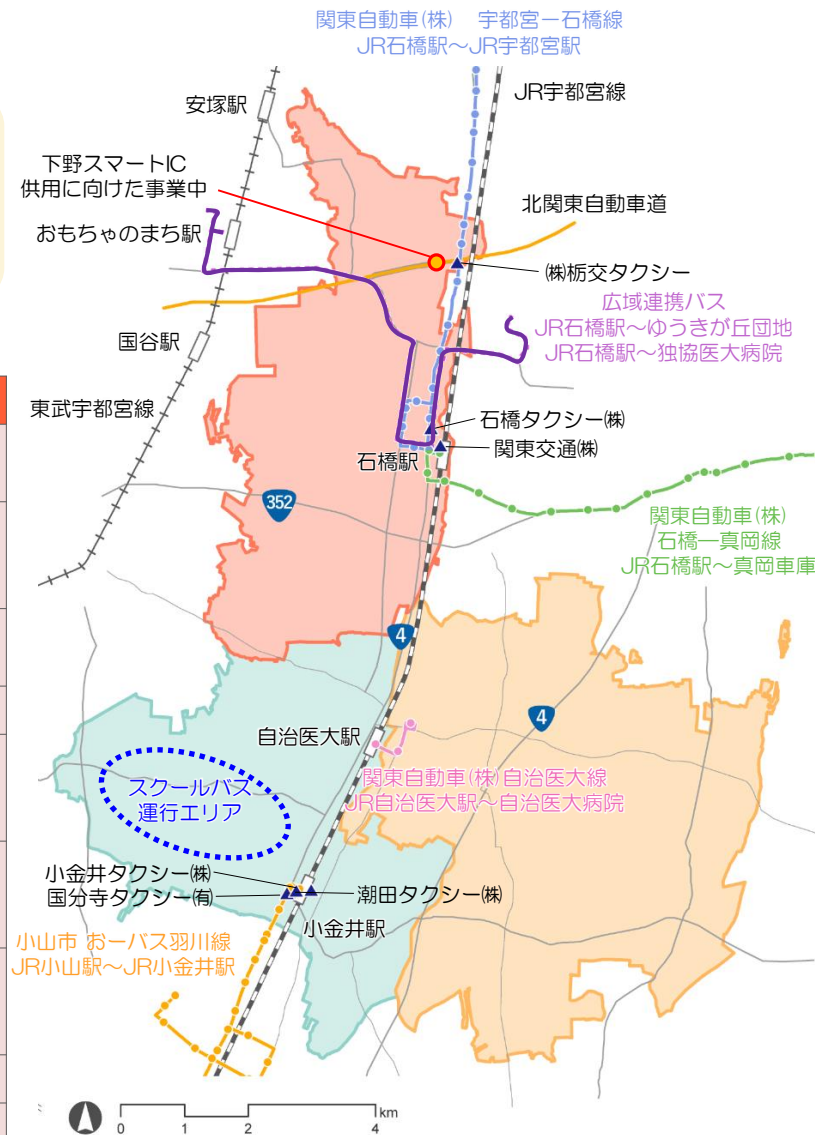 関東自動車(株)　宇都宮ー石橋線
JR石橋駅～JR宇都宮駅
安塚駅
JR宇都宮線
下野スマートIC
供用に向けた事業中
北関東自動車道
おもちゃのまち駅
㈱栃交タクシー
広域連携バス
JR石橋駅～ゆうきが丘団地
JR石橋駅～独協医大病院
国谷駅
東武宇都宮線
石橋タクシー㈱
関東交通㈱
石橋駅
352
関東自動車(株)
石橋―真岡線
JR石橋駅～真岡車庫
4
4
自治医大駅
関東自動車(株)自治医大線
JR自治医大駅～自治医大病院
スクールバス
運行エリア
小金井タクシー㈱
国分寺タクシー㈲
潮田タクシー㈱
小金井駅
小山市 おーバス羽川線
JR小山駅～JR小金井駅
km
0 1 2 4